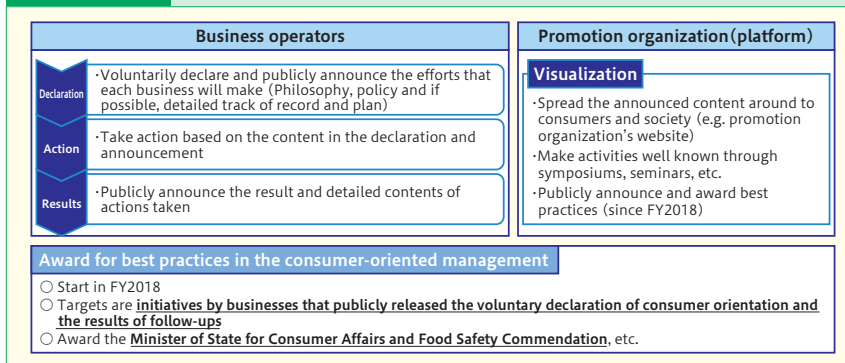 Business operators
Declaration
·Voluntarily declare and publicly announce the efforts that
each business will make (Philosophy, policy and if
possible, detailed track of record and plan)
Action
·Take action based on the content in the declaration and
announcement
Results
·Publicly announce the result and detailed contents of
actions taken
Promotion organization(platform)
Visualization
·Spread the announced content around to
consumers and society (e.g. promotion
organization's website)
·Make activities well known through
symposiums, seminars, etc.
·Publicly announce and award best
practices (since FY2018)
Award for best practices in the consumer-oriented management
○ Start in FY2018
○ Targets are initiatives by businesses that publicly released the voluntary declaration of consumer orientation and
the results of follow-ups
○ Award the Minister of State for Consumer Affairs and Food Safety Commendation, etc.